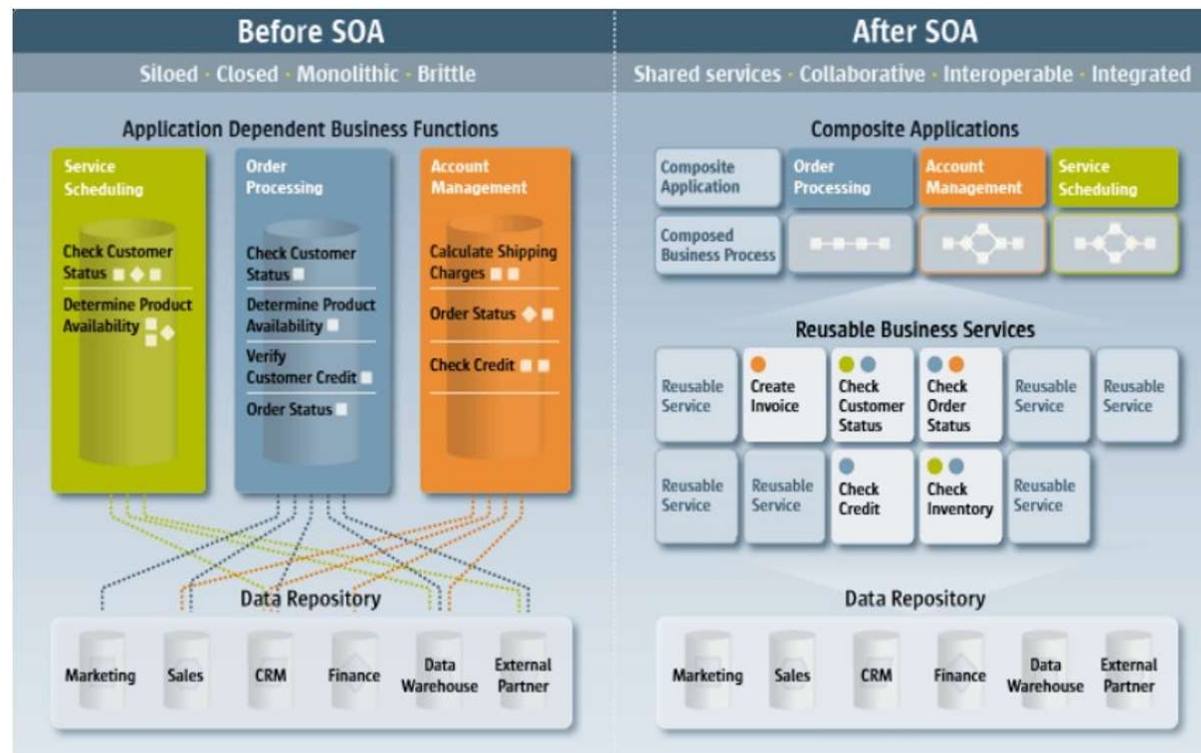 Before SOA
Siloed · Closed · Monolithic · Brittle
Application Dependent Business Functions
Service
Scheduling
Check Customer
Status
Determine Product
Availability
Order
Processing
Check Customer
Status
Determine Product
Availability
Verify
Customer Credit
Order Status
Account
Management
Calculate Shipping
Charges
Order Status
Check Credit
Data Repository
Marketing
Sales
CRM
Finance
Data
Warehouse
External
Partner
After SOA
Shared services · Collaborative · Interoperable · Integrated
Composite Applications
Composite
Application
Order
Processing
Account
Management
Service
Scheduling
Composed
Business Process
Reusable Business Services
Reusable
Service
Create
Invoice
Check
Customer
Status
Check
Order
Status
Reusable
Service
Reusable
Service
Reusable
Service
Reusable
Service
Check
Credit
Check
Inventory
Reusable
Service
Data Repository
Marketing
Sales
CRM
Finance
Data
Warehouse
External
Partner